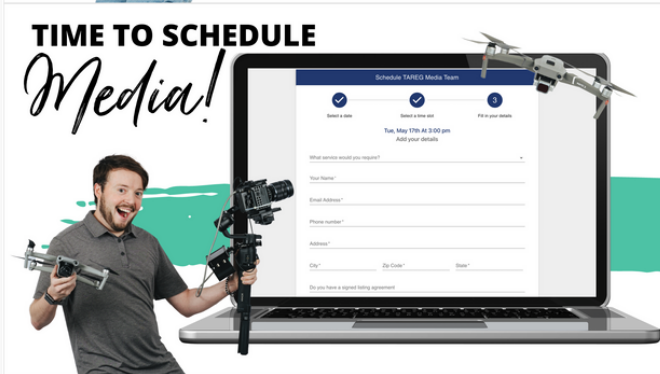 TIME TO SCHEDULE
Media!
Schedule TAREG Media Team
3
Select a date
Select a time slot
Fill in your details
Tue, May 17th At 3:00 pm
Add your details
What service would you require?
Your Name*
Email Address*
Phone number*
Address*
City* Zip Code* State*
Do you have a signed listing agreement